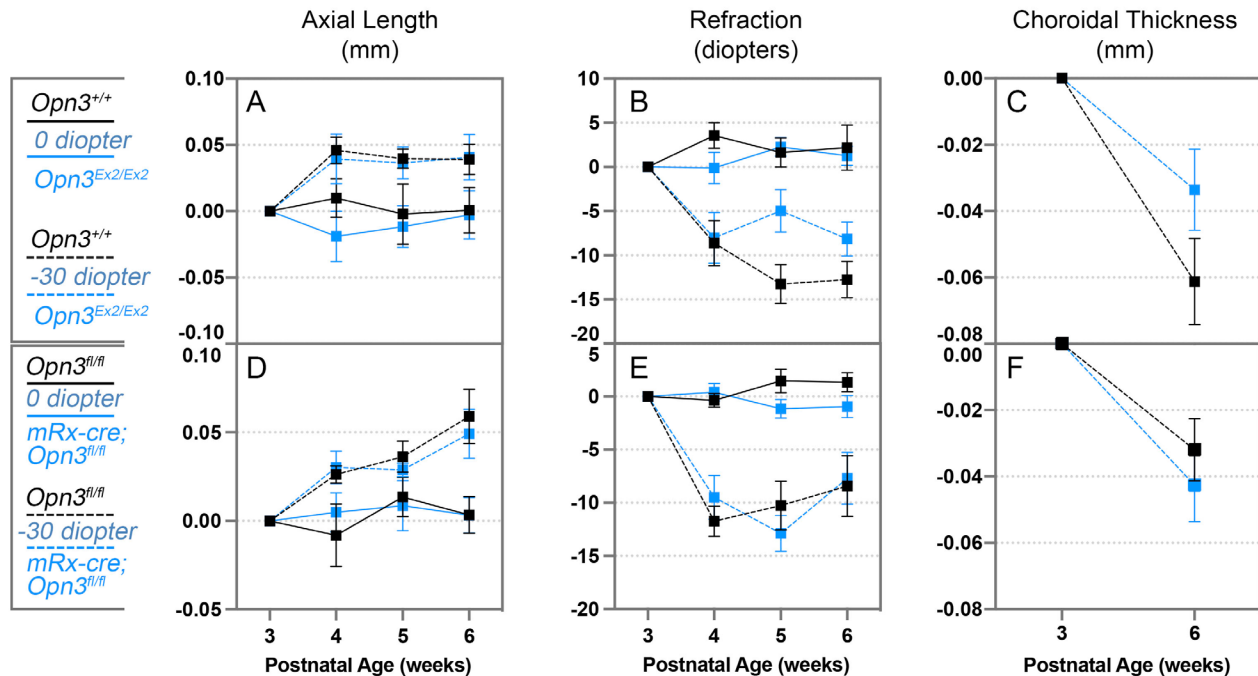 Axial Length
(mm)
Refraction
(diopters)
Choroidal Thickness
(mm)
Opn3+/+
0 diopter
Opn3Ex2/Ex2
Opn3+/+
-30 diopter
Opn3Ex2/Ex2
A
0.10
0.05
0.00
-0.05
-0.10
B
10
5
0
-5
-10
-15
-20
C
0.00
-0.02
-0.04
-0.06
-0.08
Opn3fl/fl
0 diopter
mRx-cre;
Opn3fl/fl
Opn3fl/fl
-30 diopter
mRx-cre;
Opn3fl/fl
D
0.10
0.05
0.00
-0.05
3 4 5 6
Postnatal Age (weeks)
E
5
0
-5
-10
-15
-20
3 4 5 6
Postnatal Age (weeks)
F
0.00
-0.02
-0.04
-0.06
-0.08
3 6
Postnatal Age (weeks)